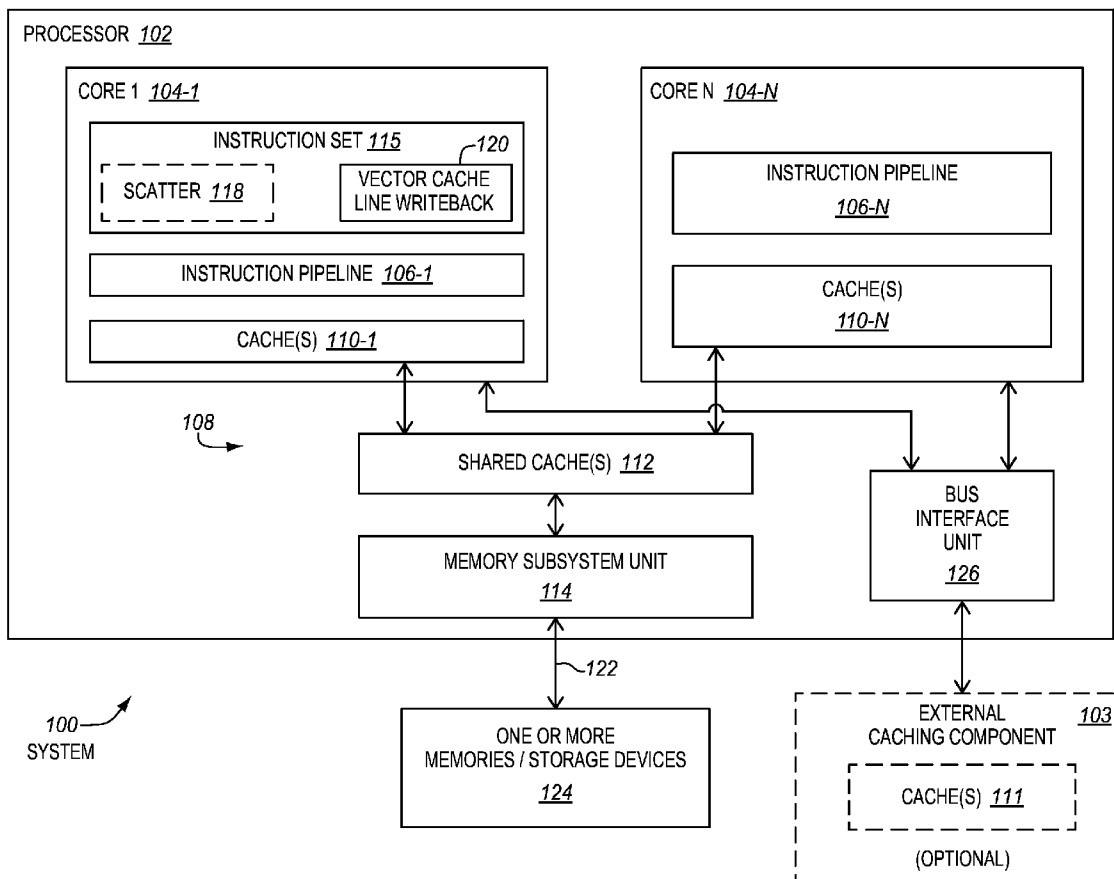 PROCESSOR 102
CORE 1 104-1
INSTRUCTION SET 115
120
SCATTER 118
VECTOR CACHE
LINE WRITEBACK
INSTRUCTION PIPELINE 106-1
CACHE(S) 110-1
CORE N 104-N
INSTRUCTION PIPELINE
106-N
CACHE(S)
110-N
108
SHARED CACHE(S) 112
MEMORY SUBSYSTEM UNIT
114
BUS
INTERFACE
UNIT
126
122
100
SYSTEM
ONE OR MORE
MEMORIES / STORAGE DEVICES
124
EXTERNAL 103
CACHING COMPONENT
CACHE(S) 111
(OPTIONAL)